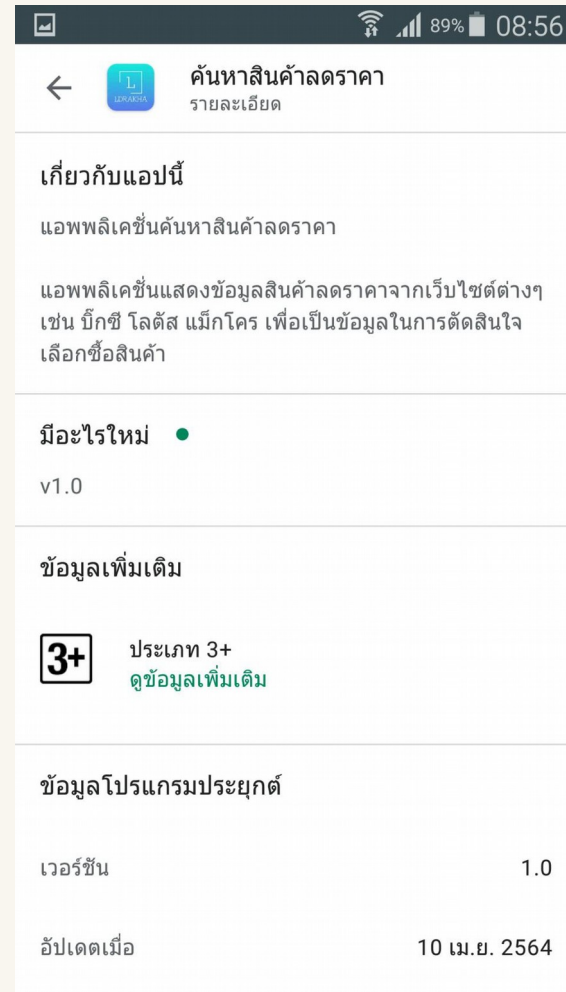 89% 08:56
ค้นหาสินค้าลดราคา
L
LDRAKHA
รายละเอียด
เกี่ยวกับแอปนี้
แอพพลิเคชั่นค้นหาสินค้าลดราคา
แอพพลิเคชั่นแสดงข้อมูลสินค้าลดราคาจากเว็บไซต์ต่างๆ
เช่น บิ๊กซี โลตัส แม็กโคร เพื่อเป็นข้อมูลในการตัดสินใจ
เลือกซื้อสินค้า
มีอะไรใหม่
v1.0
ข้อมูลเพิ่มเติม
3+ ประเภท 3+
ดูข้อมูลเพิ่มเติม
ข้อมูลโปรแกรมประยุกต์
เวอร์ชัน 1.0
อัปเดตเมื่อ 10 เม.ย. 2564